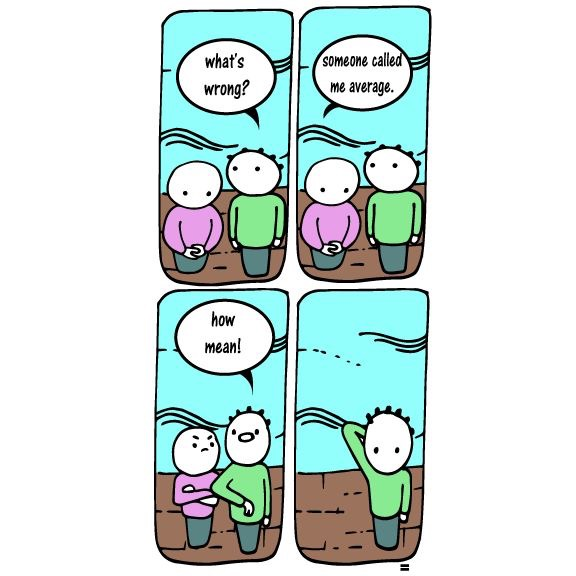 what's
wrong?
someone called
me average.
how
mean!